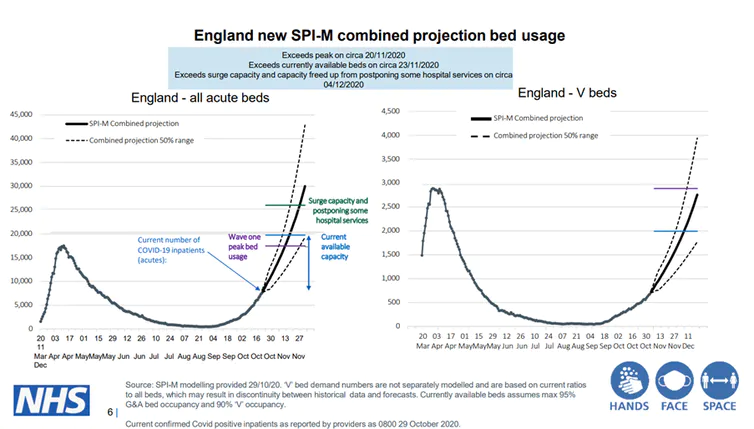 England new SPI-M combined projection bed usage
Exceeds peak on circa 20/11/2020
Exceeds currently available beds on circa 23/11/2020
Exceeds surge capacity and capacity freed up from postponing some hospital services on circa
04/12/2020
England - all acute beds
45,000
40,000
35,000
30,000
25,000
20,000
15,000
10,000
5,000
0
SPI-M Combined projection
Combined projection 50% range
Surge capacity and
postponing some
hospital services
Current number of
COVID-19 inpatients
(acutes):
Wave one
peak bed
usage
Current
available
capacity
20 03 17 01 15 29 12 26 10 24 07 21 04 18 02 16 30 13 27
11
Mar Apr Apr MayMayMay Jun Jun Jul Jul Aug Aug Sep Sep Oct Oct Oct Nov Nov
Dec
England - V beds
4,500
4,000
3,500
3,000
2,500
2,000
1,500
1,000
500
0
SPI-M Combined projection
Combined projection 50% range
20 03 17 01 15 29 12 26 10 24 07 21 04 18 02 16 30 13 27 11
Mar Apr Apr MayMayMay Jun Jun Jul Jul Aug Aug Sep Sep Oct Oct Oct Nov Nov Dec
NHS
6 |
Source: SPI-M modelling provided 29/10/20. 'V' bed demand numbers are not separately modelled and are based on current ratios
to all beds, which may result in discontinuity between historical data and forecasts. Currently available beds assumes max 95%
G&A bed occupancy and 90% 'V' occupancy.
Current confirmed Covid positive inpatients as reported by providers as 0800 29 October 2020.
HANDS FACE SPACE